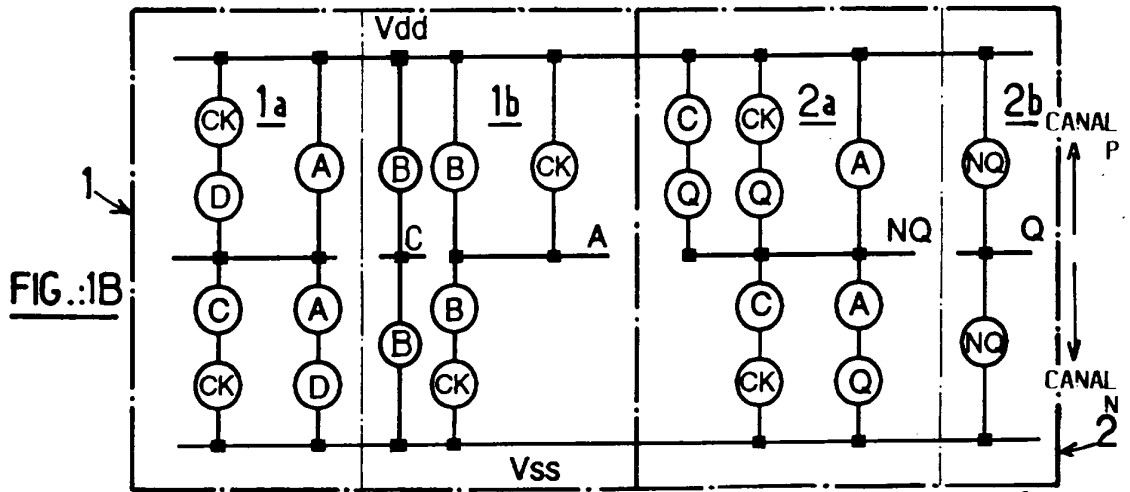 Vdd
CK 1a B B 1b CK C CK 2a 2b
CANAL P
D A Q Q A NQ
1
C A NQ Q
FIG.:1B
C A B B C A NQ
CK D CK CK Q
CANAL N
Vss
2